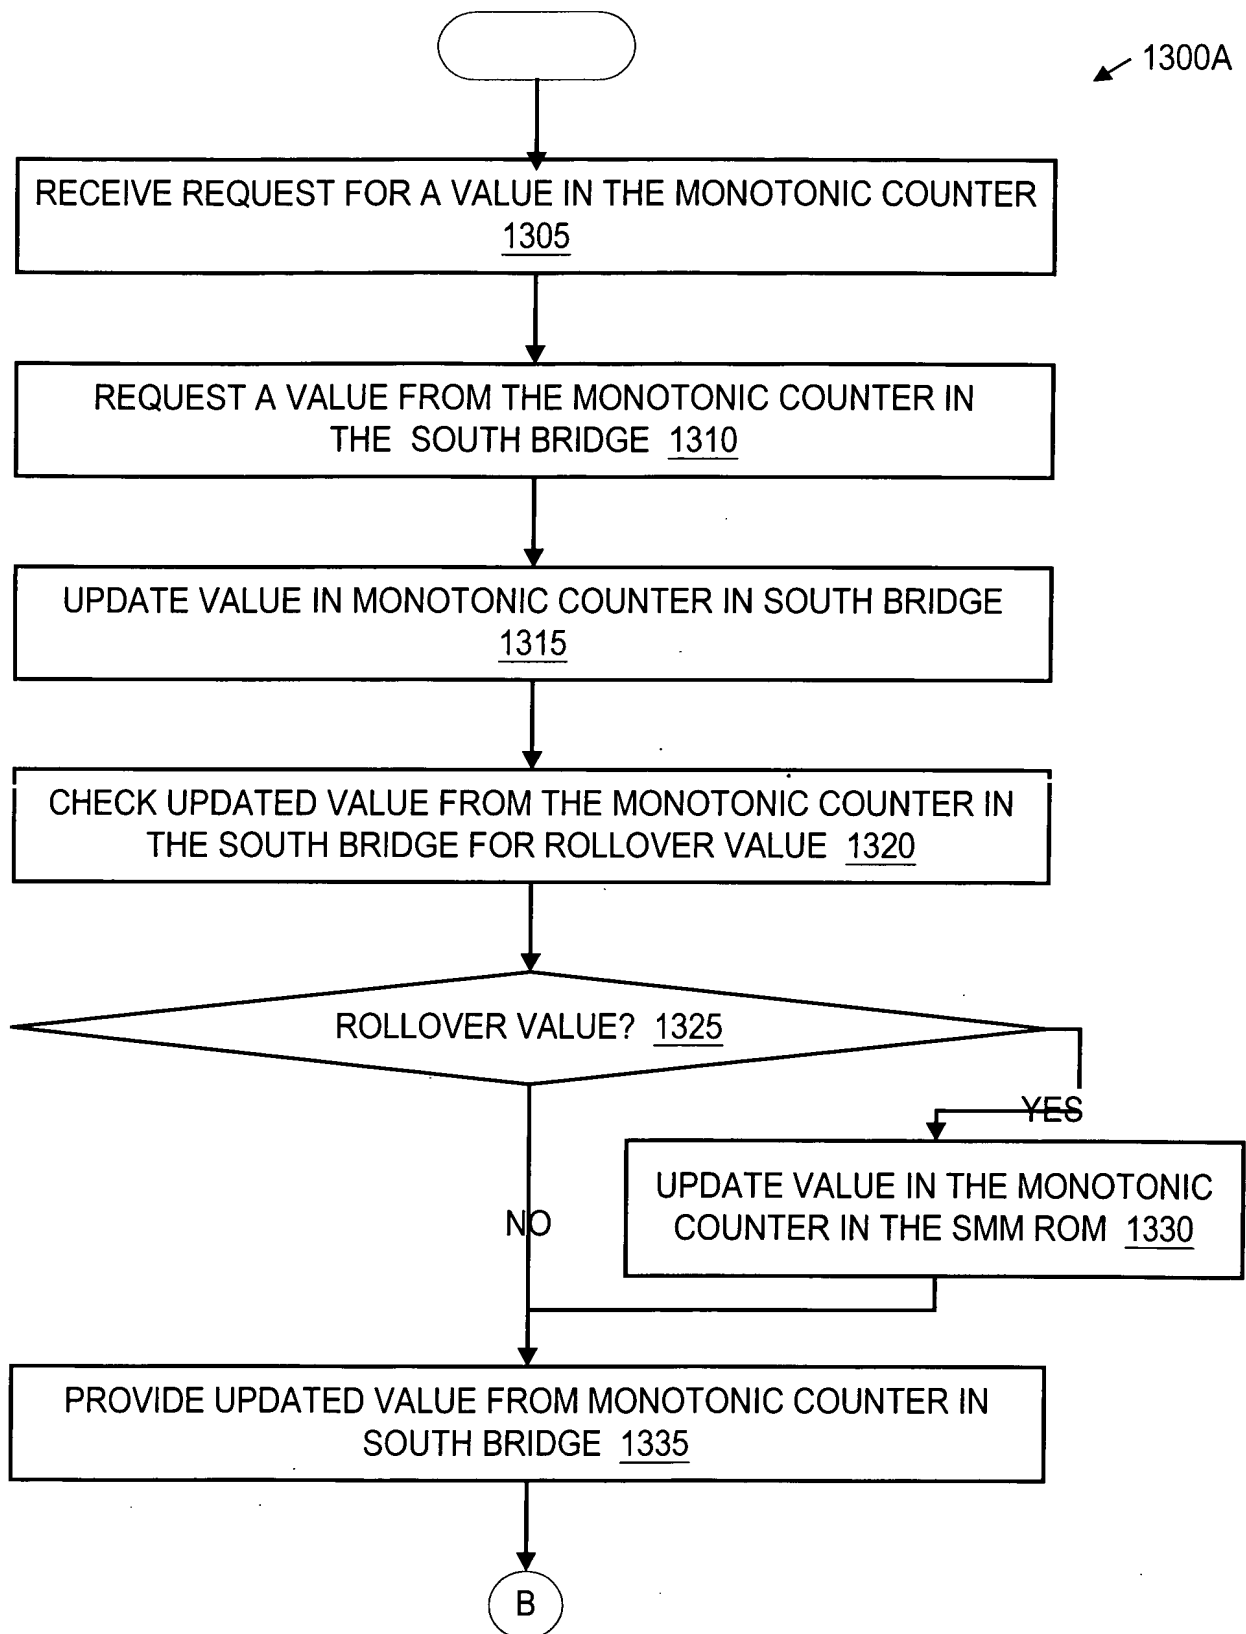 1300A
RECEIVE REQUEST FOR A VALUE IN THE MONOTONIC COUNTER
1305
REQUEST A VALUE FROM THE MONOTONIC COUNTER IN
THE SOUTH BRIDGE 1310
UPDATE VALUE IN MONOTONIC COUNTER IN SOUTH BRIDGE
1315
CHECK UPDATED VALUE FROM THE MONOTONIC COUNTER IN
THE SOUTH BRIDGE FOR ROLLOVER VALUE 1320
ROLLOVER VALUE? 1325
YES
UPDATE VALUE IN THE MONOTONIC
COUNTER IN THE SMM ROM 1330
NO
PROVIDE UPDATED VALUE FROM MONOTONIC COUNTER IN
SOUTH BRIDGE 1335
B